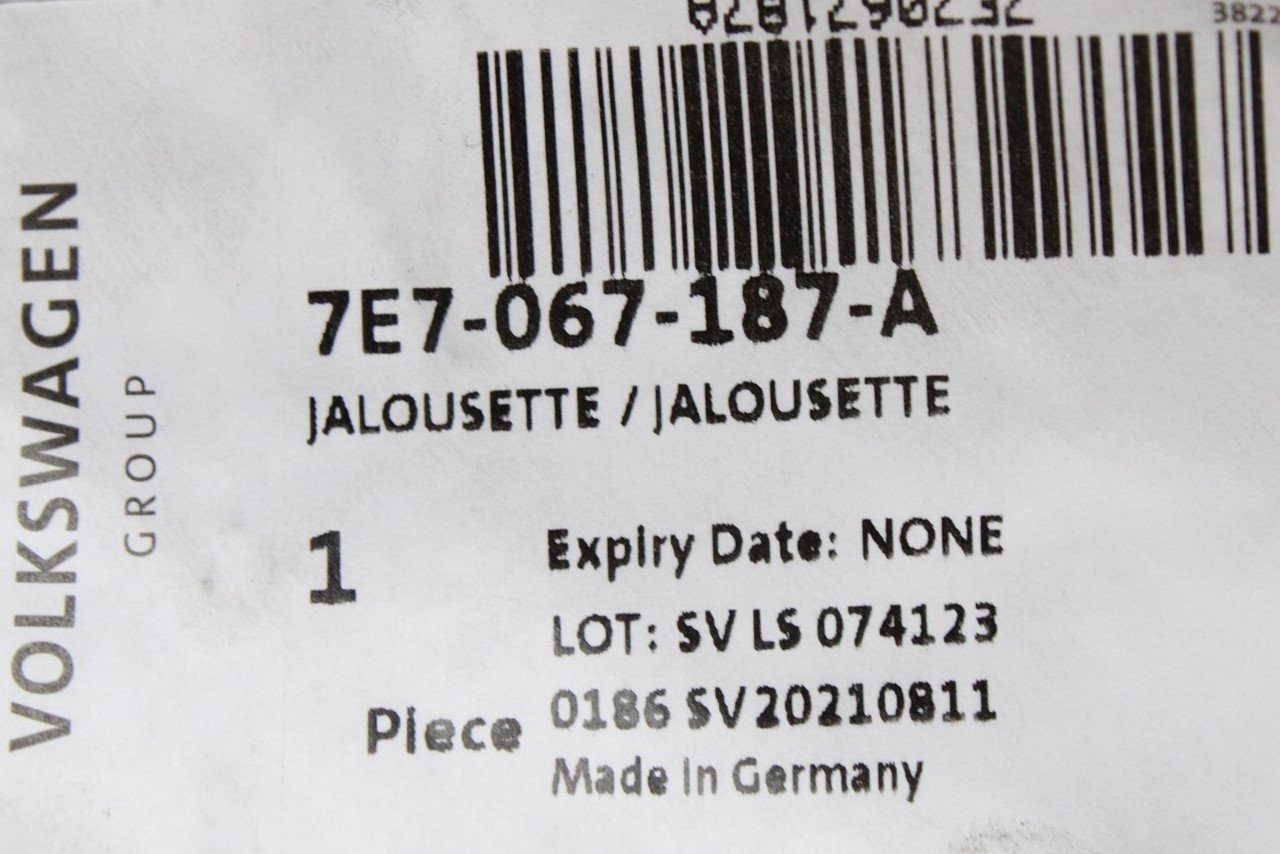 3822
7E7-067-187-A
JALOUSETTE / JALOUSETTE
1
Piece
Expiry Date: NONE
LOT: SV LS 074123
0186 SV20210811
Made in Germany
VOLKSWAGEN
GROUP